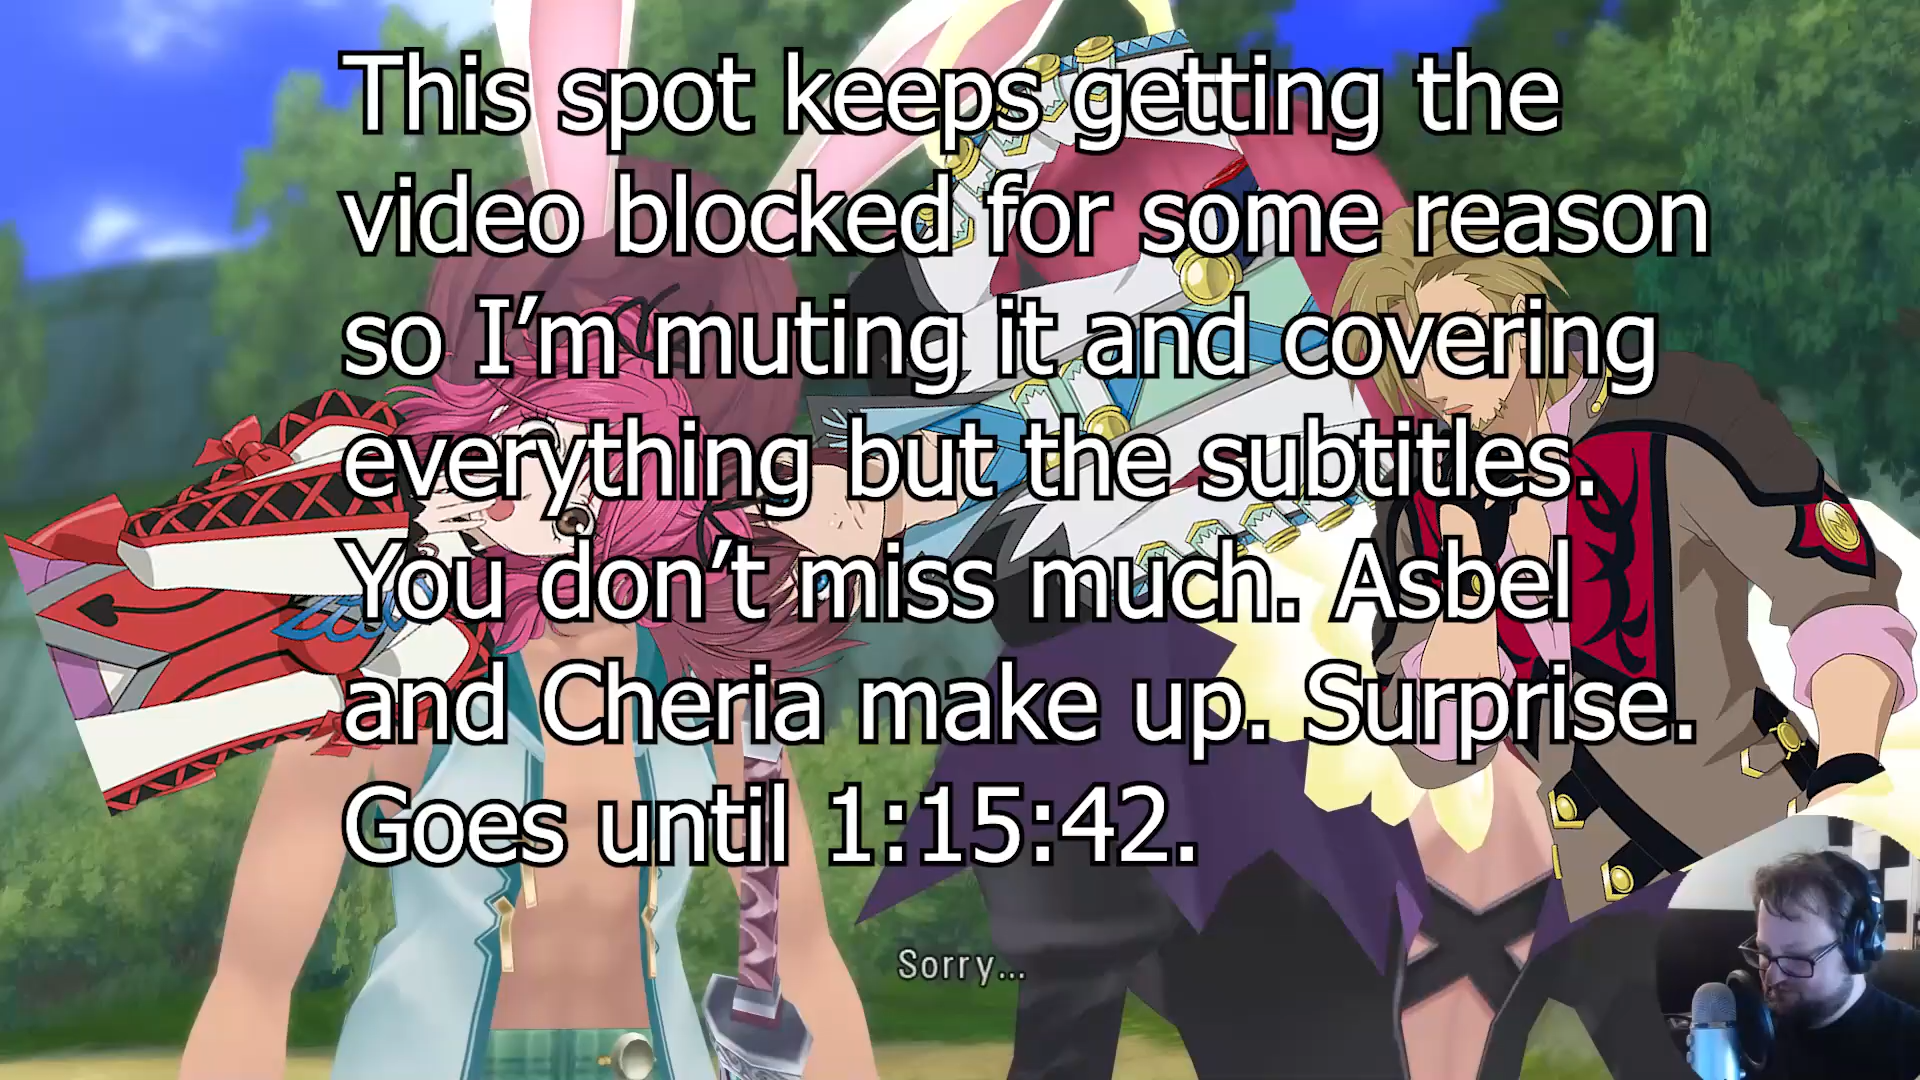 This spot keeps getting the
video blocked for some reason
so I’m muting it and covering
everything but the subtitles.
You don’t miss much. Asbel
and Cheria make up. Surprise.
Goes until 1:15:42.
Sorry...